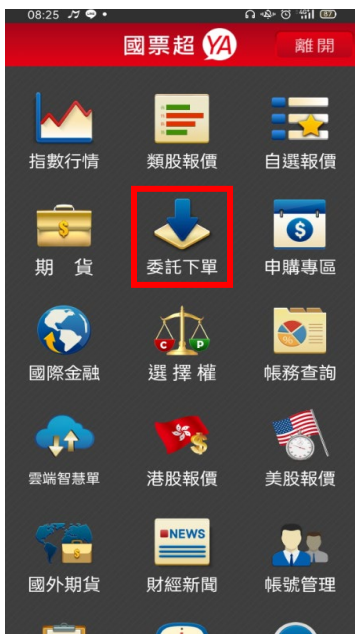 08:25
國票超 YA
離開
指數行情
類股報價
自選報價
期 貨
委託下單
申購專區
國際金融
C P
選擇權
帳務查詢
雲端智慧單
港股報價
美股報價
國外期貨
NEWS
財經新聞
帳號管理